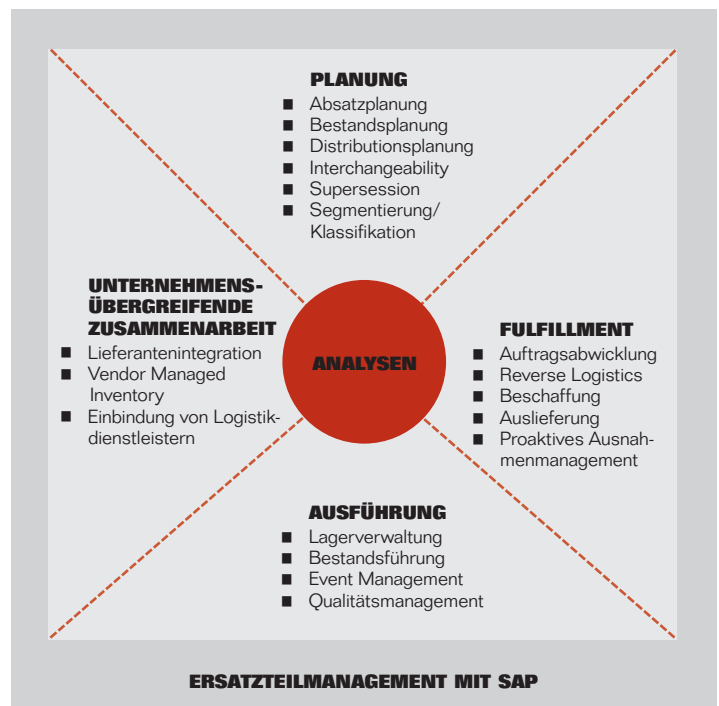 PLANUNG
■ Absatzplanung
■ Bestandsplanung
■ Distributionsplanung
■ Interchangeability
■ Supersession
■ Segmentierung/
Klassifikation
UNTERNEHMENS-
ÜBERGREIFENDE
ZUSAMMENARBEIT
■ Lieferantenintegration
■ Vendor Managed
Inventory
■ Einbindung von Logistik-
dienstleistern
ANALYSEN
FULFILLMENT
■ Auftragsabwicklung
■ Reverse Logistics
■ Beschaffung
■ Auslieferung
■ Proaktives Ausnah-
menmanagement
AUSFÜHRUNG
■ Lagerverwaltung
■ Bestandsführung
■ Event Management
■ Qualitätsmanagement
ERSATZTEILMANAGEMENT MIT SAP